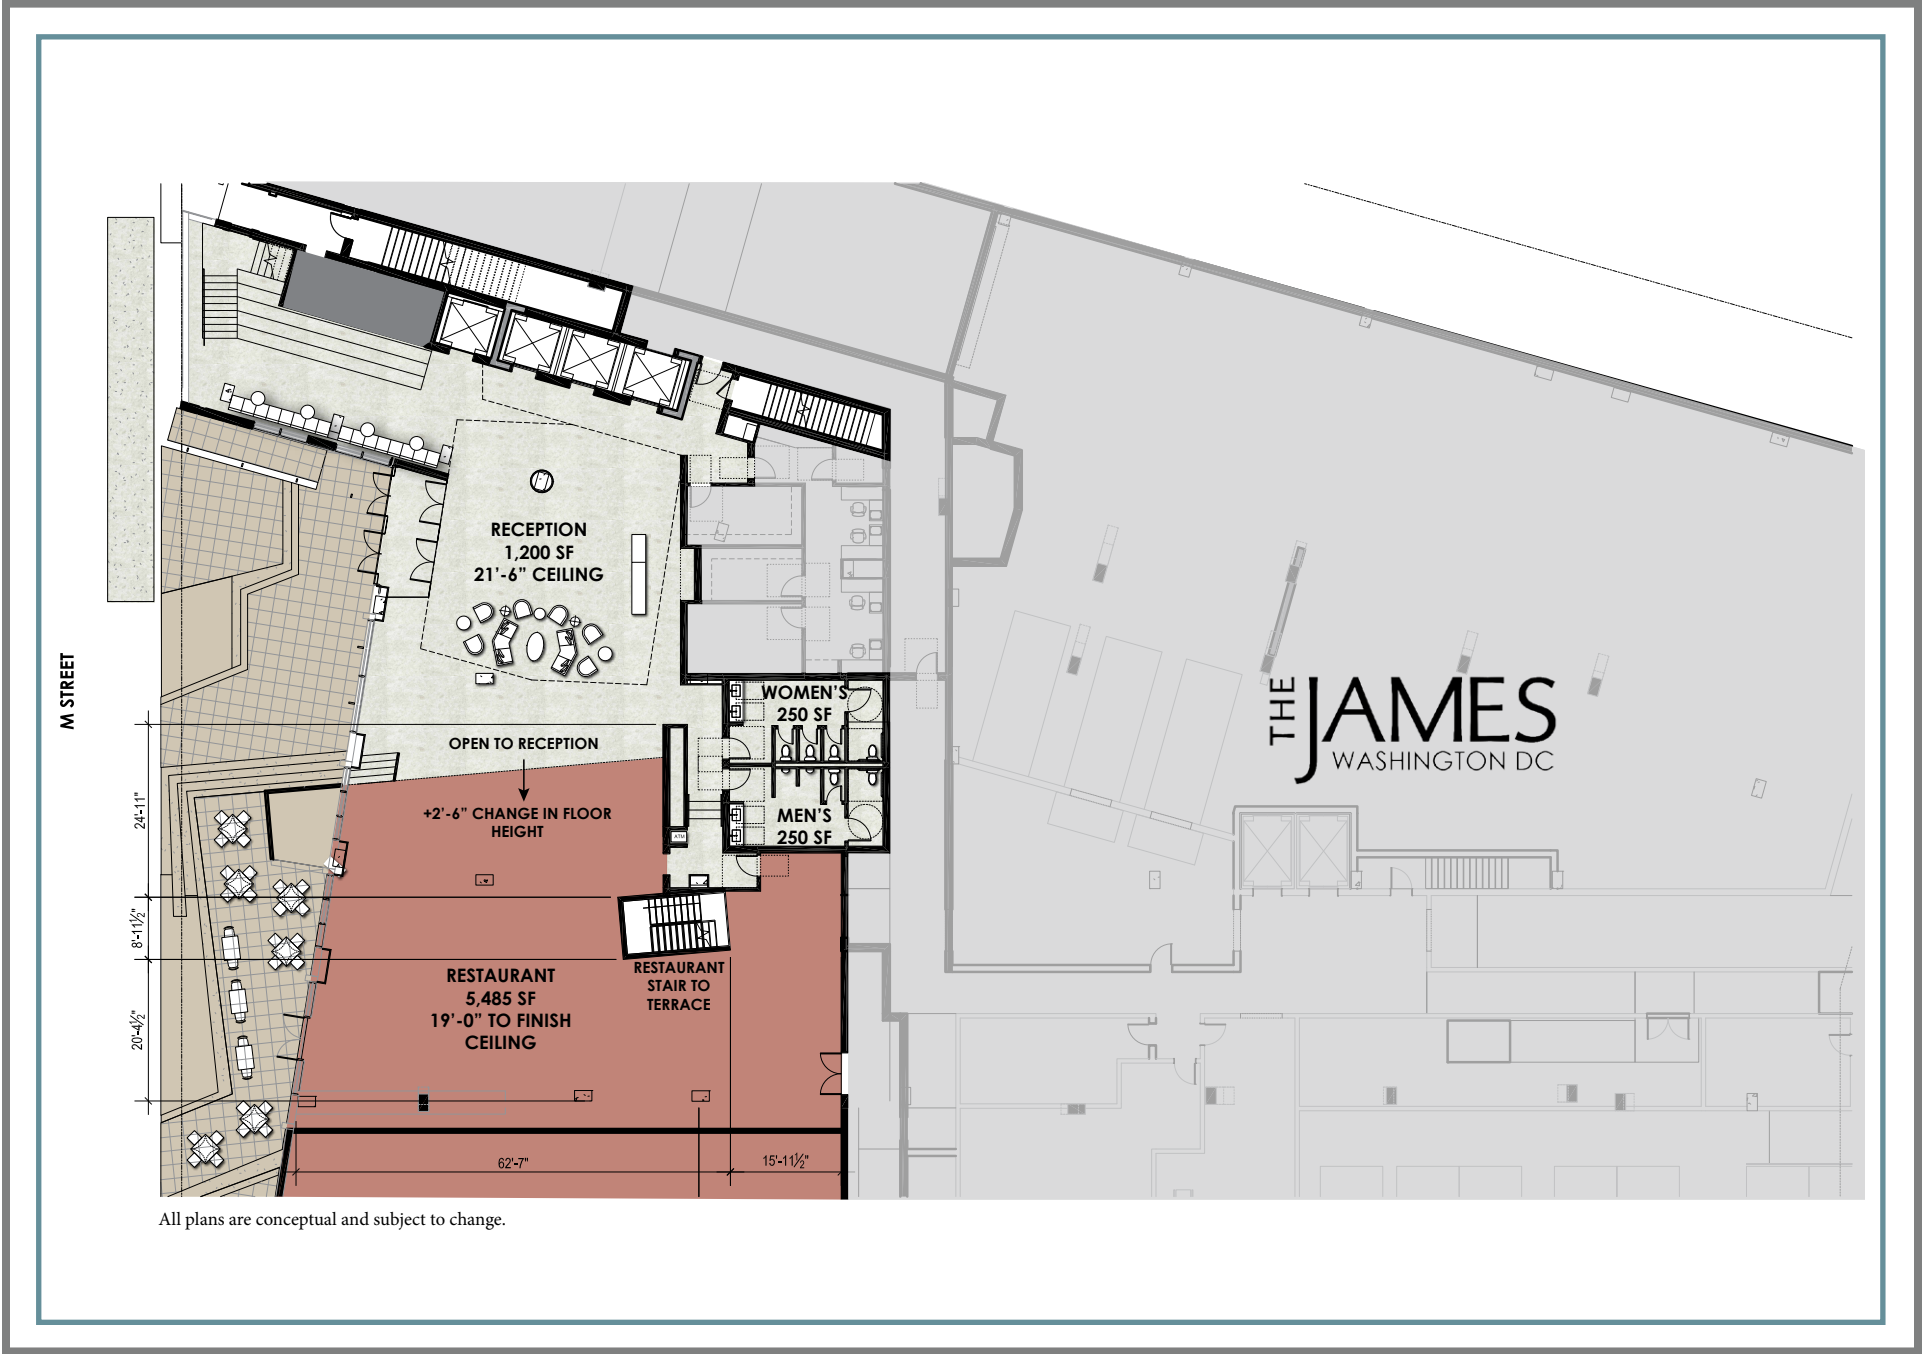 RECEPTION
1,200 SF
21'-6" CEILING
M STREET
WOMEN'S
250 SF
OPEN TO RECEPTION
+2'-6" CHANGE IN FLOOR
HEIGHT
MEN'S
250 SF
ATM
THE
JAMES
WASHINGTON DC
24'-11"
8'-11½"
20'-4½"
RESTAURANT
5,485 SF
19'-0" TO FINISH
CEILING
RESTAURANT
STAIR TO
TERRACE
62'-7"
15'-11½"
All plans are conceptual and subject to change.